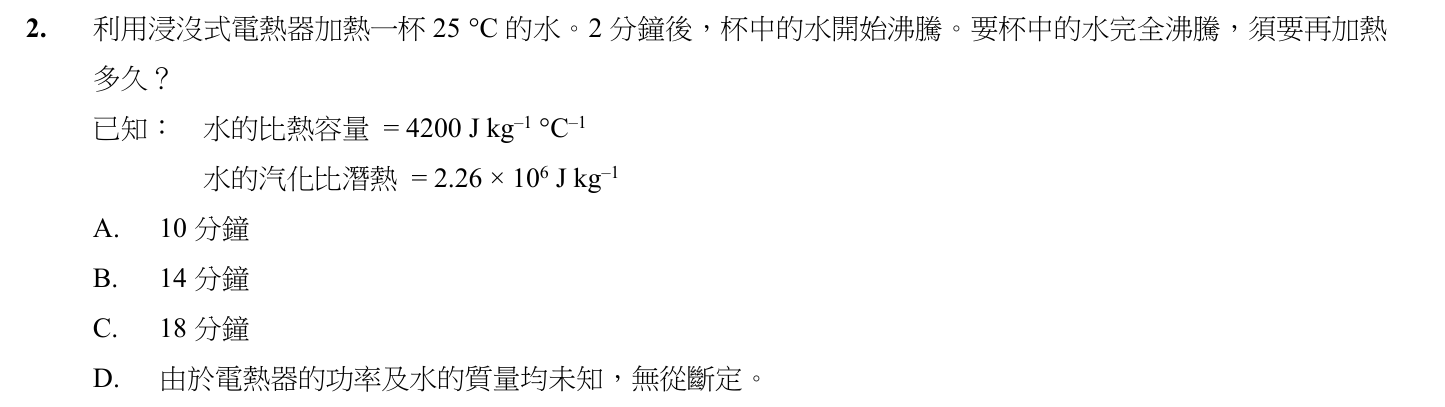 2. 利用浸沒式電熱器加熱一杯 25 °C 的水。2 分鐘後，杯中的水開始沸騰。要杯中的水完全沸騰，須要再加熱
多久？
已知： 水的比熱容量 = 4200 J kg⁻¹ °C⁻¹
水的汽化比潛熱 = 2.26 × 10⁶ J kg⁻¹
A. 10 分鐘
B. 14 分鐘
C. 18 分鐘
D. 由於電熱器的功率及水的質量均未知，無從斷定。